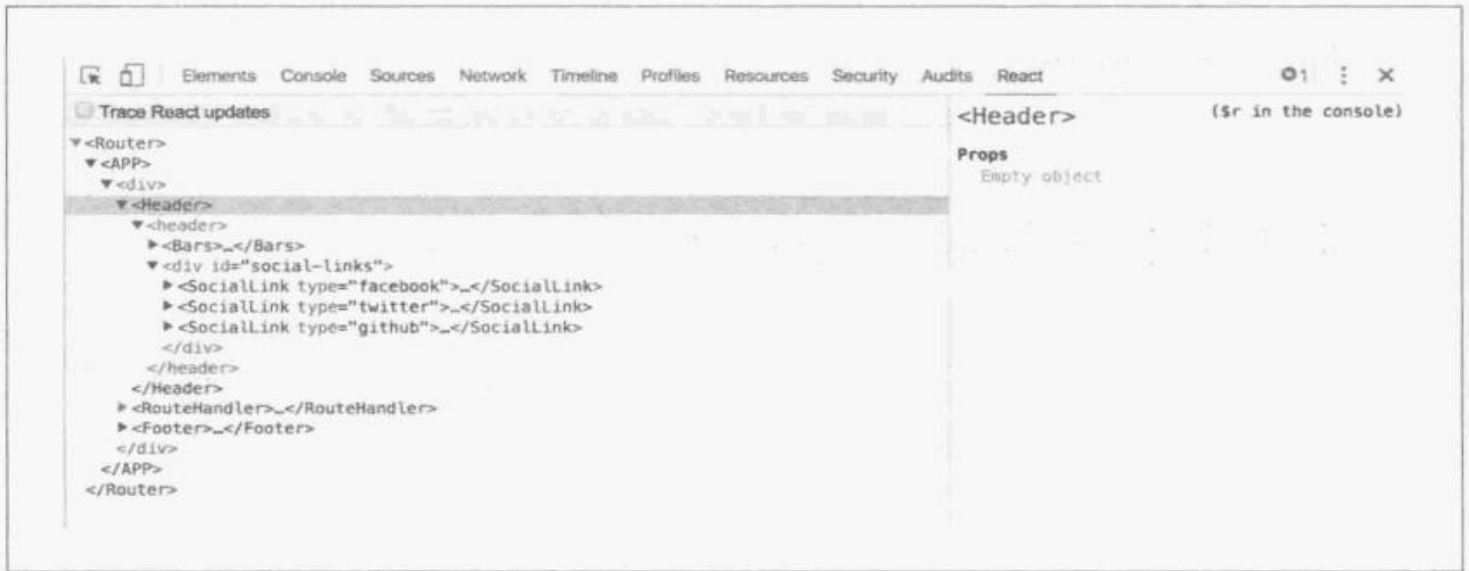 Elements Console Sources Network Timeline Profiles Resources Security Audits React 1
Trace React updates
▼<Router>
▼<APP>
▼<div>
▼<Header>
▼<header>
▶<Bars>…</Bars>
▼<div id="social-links">
▶<SocialLink type="facebook">…</SocialLink>
▶<SocialLink type="twitter">…</SocialLink>
▶<SocialLink type="github">…</SocialLink>
</div>
</header>
</Header>
▶<RouteHandler>…</RouteHandler>
▶<Footer>…</Footer>
</div>
</APP>
</Router>
<Header> ($r in the console)
Props
Empty object